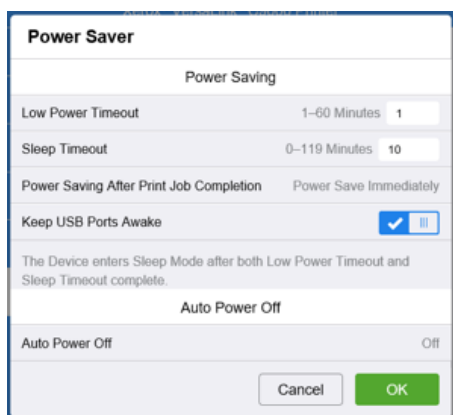 Power Saver
Power Saving
Low Power Timeout 1–60 Minutes 1
Sleep Timeout 0–119 Minutes 10
Power Saving After Print Job Completion Power Save Immediately
Keep USB Ports Awake
The Device enters Sleep Mode after both Low Power Timeout and
Sleep Timeout complete.
Auto Power Off
Auto Power Off Off
Cancel OK